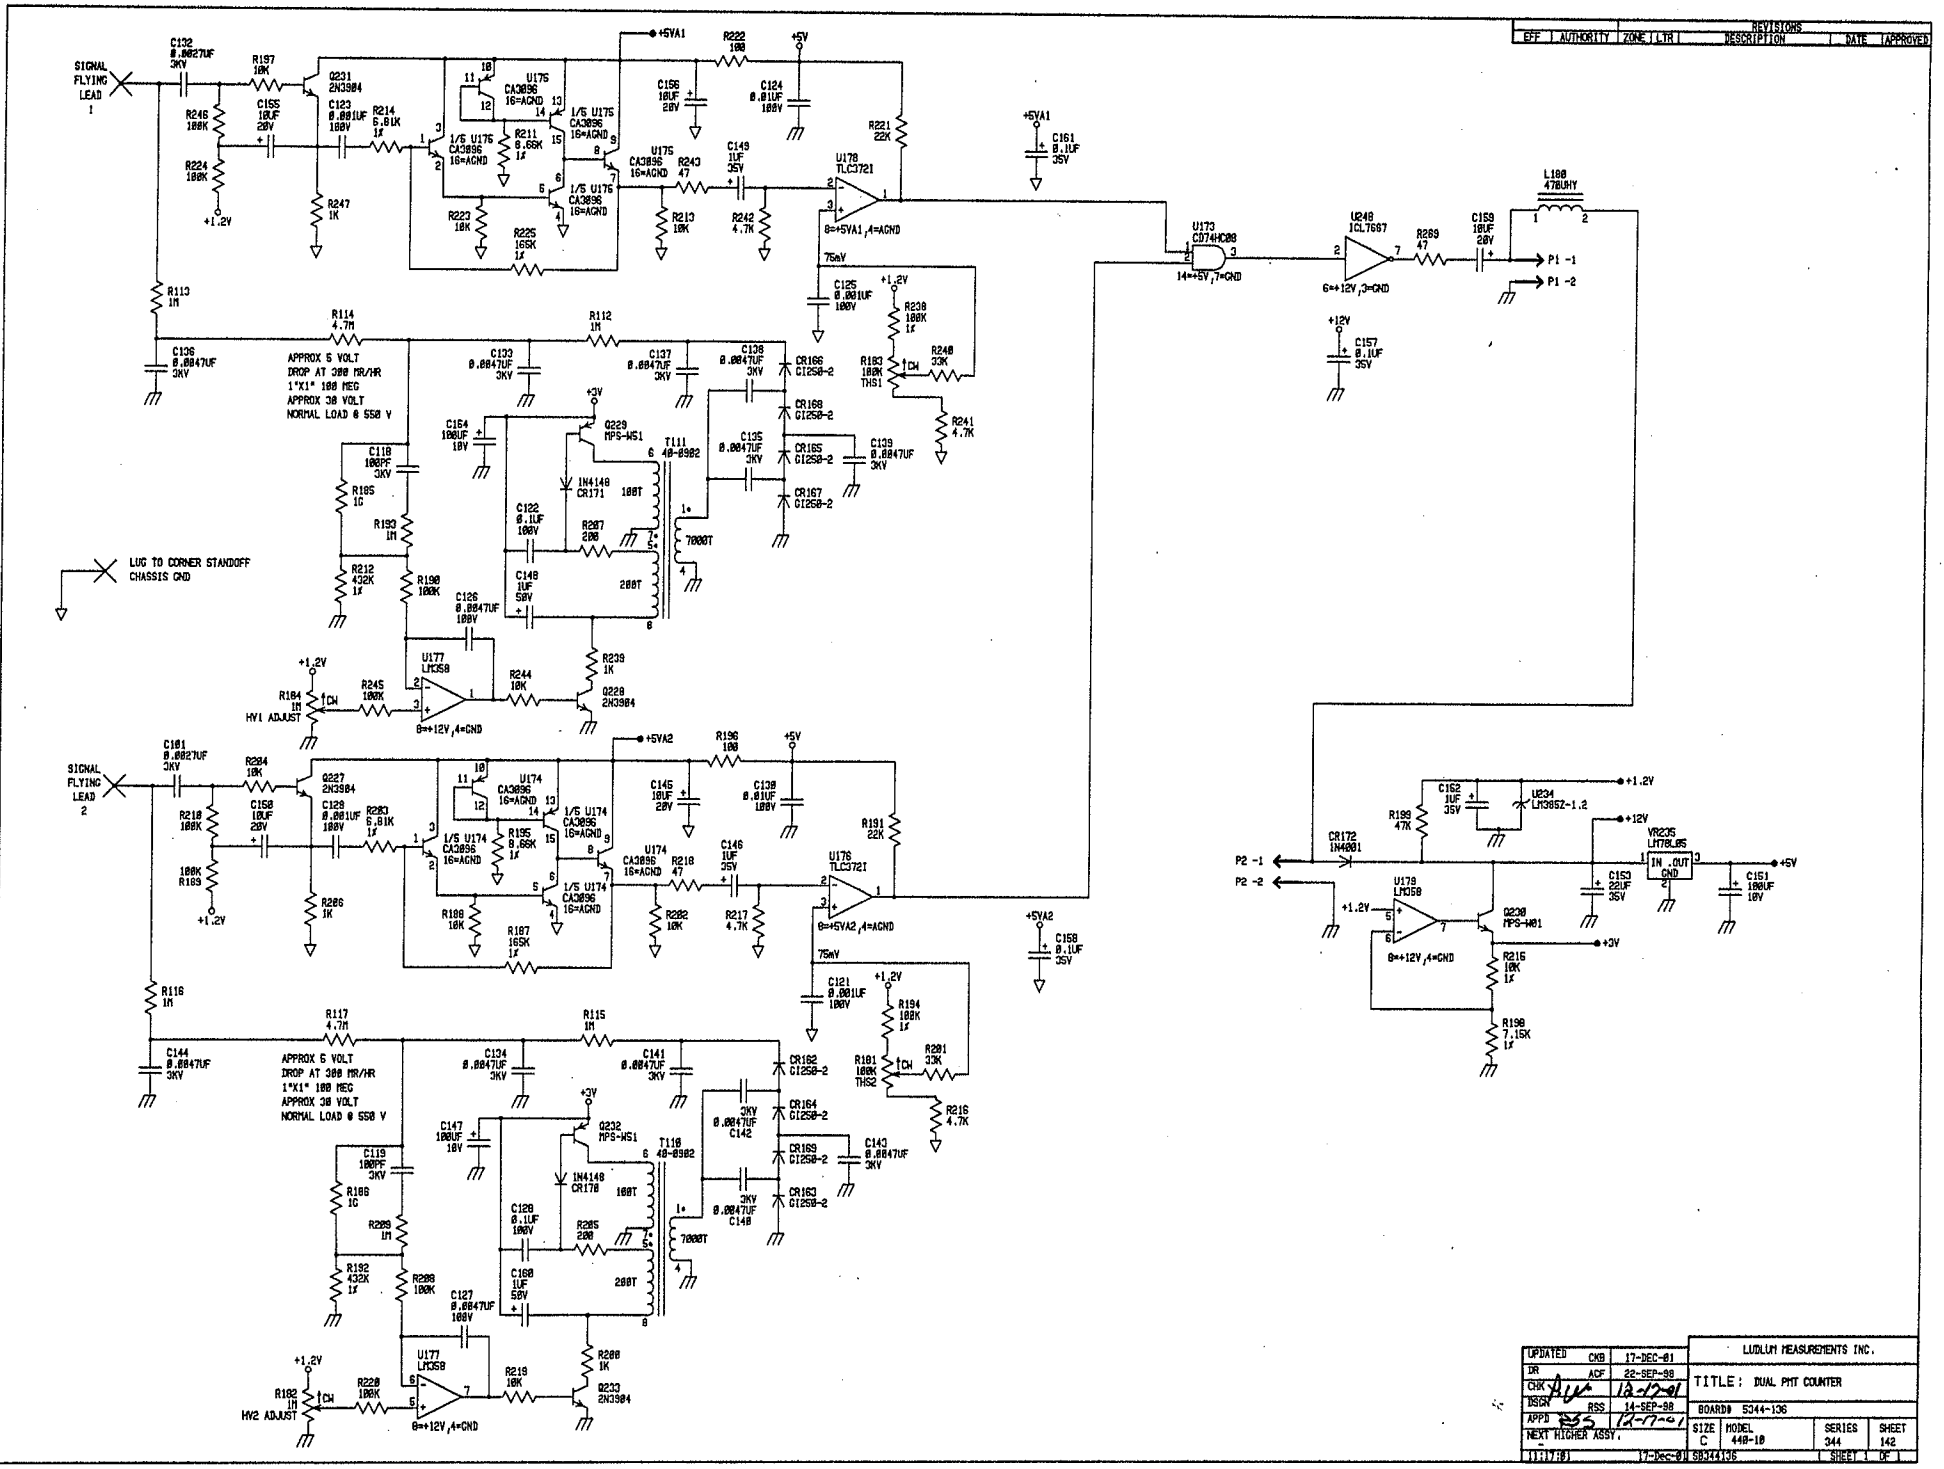 REVISIONS
EFF AUTHORITY ZONE LTR DESCRIPTION DATE APPROVED
SIGNAL
FLYING
LEAD
1
C132
0.0027UF
3KV
R197
10K
Q231
2N3904
R246
100K
C155
10UF
20V
C123
0.001UF
100V
R214
6.81K
1%
R224
100K
+1.2V
R247
1K
1/5 U175
CA3096
16=AGND
U175
CA3096
16=AGND
R211
8.66K
1%
1/5 U175
CA3096
16=AGND
1/5 U175
CA3096
16=AGND
U175
CA3096
16=AGND
R223
10K
R225
165K
1%
+5VA1
R222
100
+5V
C156
10UF
20V
C124
0.01UF
100V
R243
47
C149
1UF
35V
R213
10K
R242
4.7K
U178
TLC372I
8=+5VA1,4=AGND
R221
22K
75mV
C125
0.001UF
100V
+1.2V
R238
100K
1%
R183
100K
THS1
CW
R240
33K
R241
4.7K
+5VA1
C161
0.1UF
35V
U173
CD74HC08
14=+5V,7=GND
U248
ICL7667
6=+12V,3=GND
R269
47
C159
10UF
20V
L180
470UHY
P1 -1
P1 -2
+12V
C157
0.1UF
35V
R113
1M
C136
0.0047UF
3KV
R114
4.7M
APPROX 5 VOLT
DROP AT 300 MR/HR
1"X1" 100 MEG
APPROX 30 VOLT
NORMAL LOAD @ 550 V
R112
1M
C133
0.0047UF
3KV
C137
0.0047UF
3KV
C138
0.0047UF
3KV
CR166
GI250-2
CR168
GI250-2
C135
0.0047UF
3KV
CR165
GI250-2
C139
0.0047UF
3KV
CR167
GI250-2
+3V
C164
100UF
10V
Q229
MPS-W51
T111
40-0902
1N4148
CR171
100T
7000T
200T
C122
0.1UF
100V
R207
200
C148
1UF
50V
C118
100PF
3KV
R185
1G
R193
1M
R212
432K
1%
R190
100K
C126
0.0047UF
100V
LUG TO CORNER STANDOFF
CHASSIS GND
U177
LM358
8=+12V,4=GND
+1.2V
R184
1M
HV1 ADJUST
CW
R245
100K
R244
10K
R239
1K
Q228
2N3904
SIGNAL
FLYING
LEAD
2
C181
0.0027UF
3KV
R204
10K
Q227
2N3904
R210
100K
C150
10UF
20V
C129
0.001UF
100V
R203
6.81K
1%
100K
R189
+1.2V
R206
1K
1/5 U174
CA3096
16=AGND
U174
CA3096
16=AGND
R195
8.66K
1%
1/5 U174
CA3096
16=AGND
1/5 U174
CA3096
16=AGND
U174
CA3096
16=AGND
R188
10K
R187
165K
1%
+5VA2
R196
100
+5V
C145
10UF
20V
C130
0.01UF
100V
R218
47
C146
1UF
35V
R202
10K
R217
4.7K
U176
TLC372I
8=+5VA2,4=AGND
R191
22K
75mV
C121
0.001UF
100V
+1.2V
R194
100K
1%
R181
100K
THS2
CW
R201
33K
R216
4.7K
+5VA2
C158
0.1UF
35V
R116
1M
C144
0.0047UF
3KV
R117
4.7M
APPROX 5 VOLT
DROP AT 300 MR/HR
1"X1" 100 MEG
APPROX 30 VOLT
NORMAL LOAD @ 550 V
R115
1M
C134
0.0047UF
3KV
C141
0.0047UF
3KV
3KV
0.0047UF
C142
CR162
GI250-2
CR164
GI250-2
CR169
GI250-2
CR163
GI250-2
C143
0.0047UF
3KV
3KV
0.0047UF
C140
+3V
C147
100UF
10V
Q232
MPS-W51
T110
40-0902
1N4148
CR170
100T
7000T
200T
C128
0.1UF
100V
R205
200
C160
1UF
50V
C119
100PF
3KV
R186
1G
R209
1M
R192
432K
1%
R208
100K
C127
0.0047UF
100V
U177
LM358
8=+12V,4=GND
+1.2V
R182
1M
HV2 ADJUST
CW
R220
100K
R219
10K
R200
1K
Q233
2N3904
+1.2V
C152
1UF
35V
U234
LM385Z-1.2
R199
47K
+12V
CR172
1N4001
VR235
LM78L05
IN OUT
GND
+5V
P2 -1
P2 -2
C153
22UF
35V
C151
100UF
10V
U179
LM358
+1.2V
8=+12V,4=GND
Q230
MPS-W01
+3V
R215
10K
1%
R198
7.15K
1%
UPDATED CKB 17-DEC-01
DR ACF 22-SEP-98
CHK 12-17-01
DSGN RSS 14-SEP-98
APPD RSS 12-17-01
NEXT HIGHER ASSY.
-
11:17:01 17-Dec-01 SB344136 SHEET 1 OF 1
LUDLUM MEASUREMENTS INC.
TITLE: DUAL PMT COUNTER
BOARD# 5344-136
SIZE MODEL SERIES SHEET
C 440-10 344 142